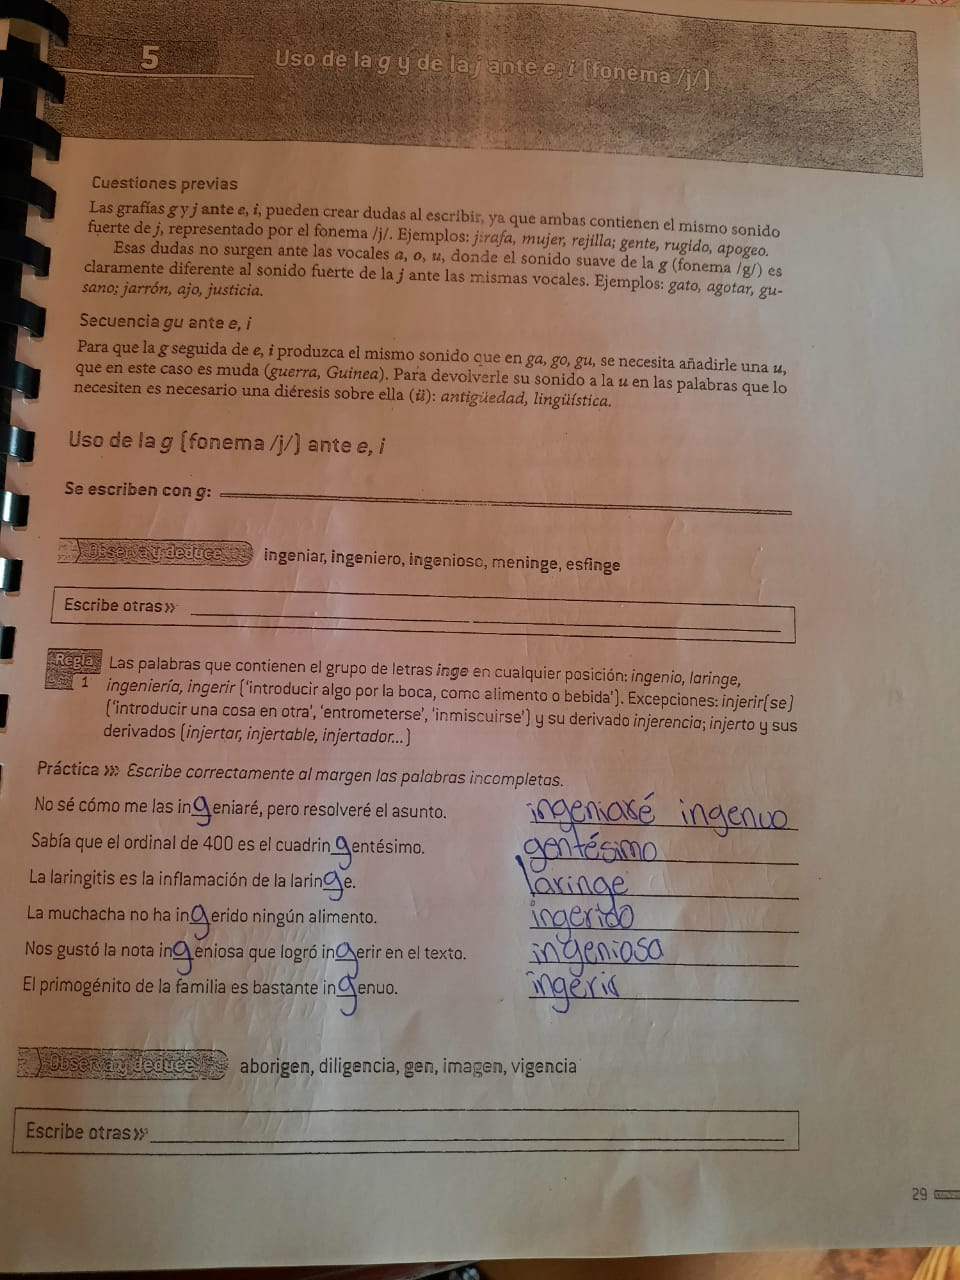 5
Uso de la g y de la j ante e, i [fonema /j/]
Cuestiones previas
Las grafías g y j ante e, i, pueden crear dudas al escribir, ya que ambas contienen el mismo sonido
fuerte de j, representado por el fonema /j/. Ejemplos: jirafa, mujer, rejilla; gente, rugido, apogeo.
Esas dudas no surgen ante las vocales a, o, u, donde el sonido suave de la g (fonema /g/) es
claramente diferente al sonido fuerte de la j ante las mismas vocales. Ejemplos: gato, agotar, gu-
sano; jarrón, ajo, justicia.
Secuencia gu ante e, i
Para que la g seguida de e, i produzca el mismo sonido que en ga, go, gu, se necesita añadirle una u,
que en este caso es muda (guerra, Guinea). Para devolverle su sonido a la u en las palabras que lo
necesiten es necesario una diéresis sobre ella (ü): antigüedad, lingüística.
Uso de la g [fonema /j/] ante e, i
Se escriben con g:
Observa y deduce ingeniar, ingeniero, ingenioso, meninge, esfinge
Escribe otras »
Regla 1 Las palabras que contienen el grupo de letras inge en cualquier posición: ingenio, laringe,
ingeniería, ingerir ['introducir algo por la boca, como alimento o bebida']. Excepciones: injerir(se)
['introducir una cosa en otra', 'entrometerse', 'inmiscuirse'] y su derivado injerencia; injerto y sus
derivados [injertar, injertable, injertador...]
Práctica »» Escribe correctamente al margen las palabras incompletas.
No sé cómo me las ingeniaré, pero resolveré el asunto. ingeniaré ingenuo
Sabía que el ordinal de 400 es el cuadringentésimo. gentésimo
La laringitis es la inflamación de la laringe. laringe
La muchacha no ha ingerido ningún alimento. ingerido
Nos gustó la nota ingeniosa que logró ingerir en el texto. ingeniosa
El primogénito de la familia es bastante ingenuo. ingerir
Observa y deduce aborigen, diligencia, gen, imagen, vigencia
Escribe otras »
29